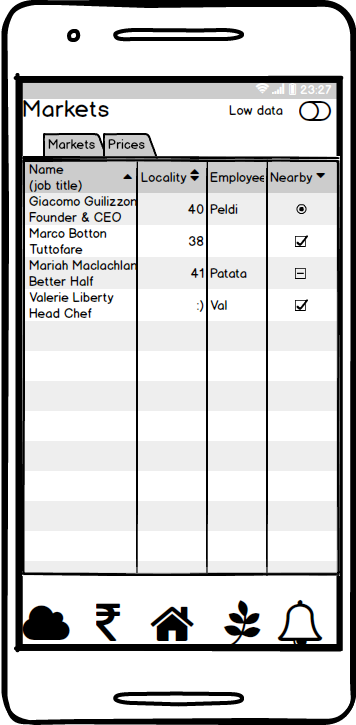 23:27
Markets
Low data
Markets
Prices
Name
(job title)
Locality
Employee
Nearby
Giacomo Guilizzon
Founder & CEO
40
Peldi
Marco Botton
Tuttofare
38
Mariah Maclachlan
Better Half
41
Patata
Valerie Liberty
Head Chef
:)
Val
₹